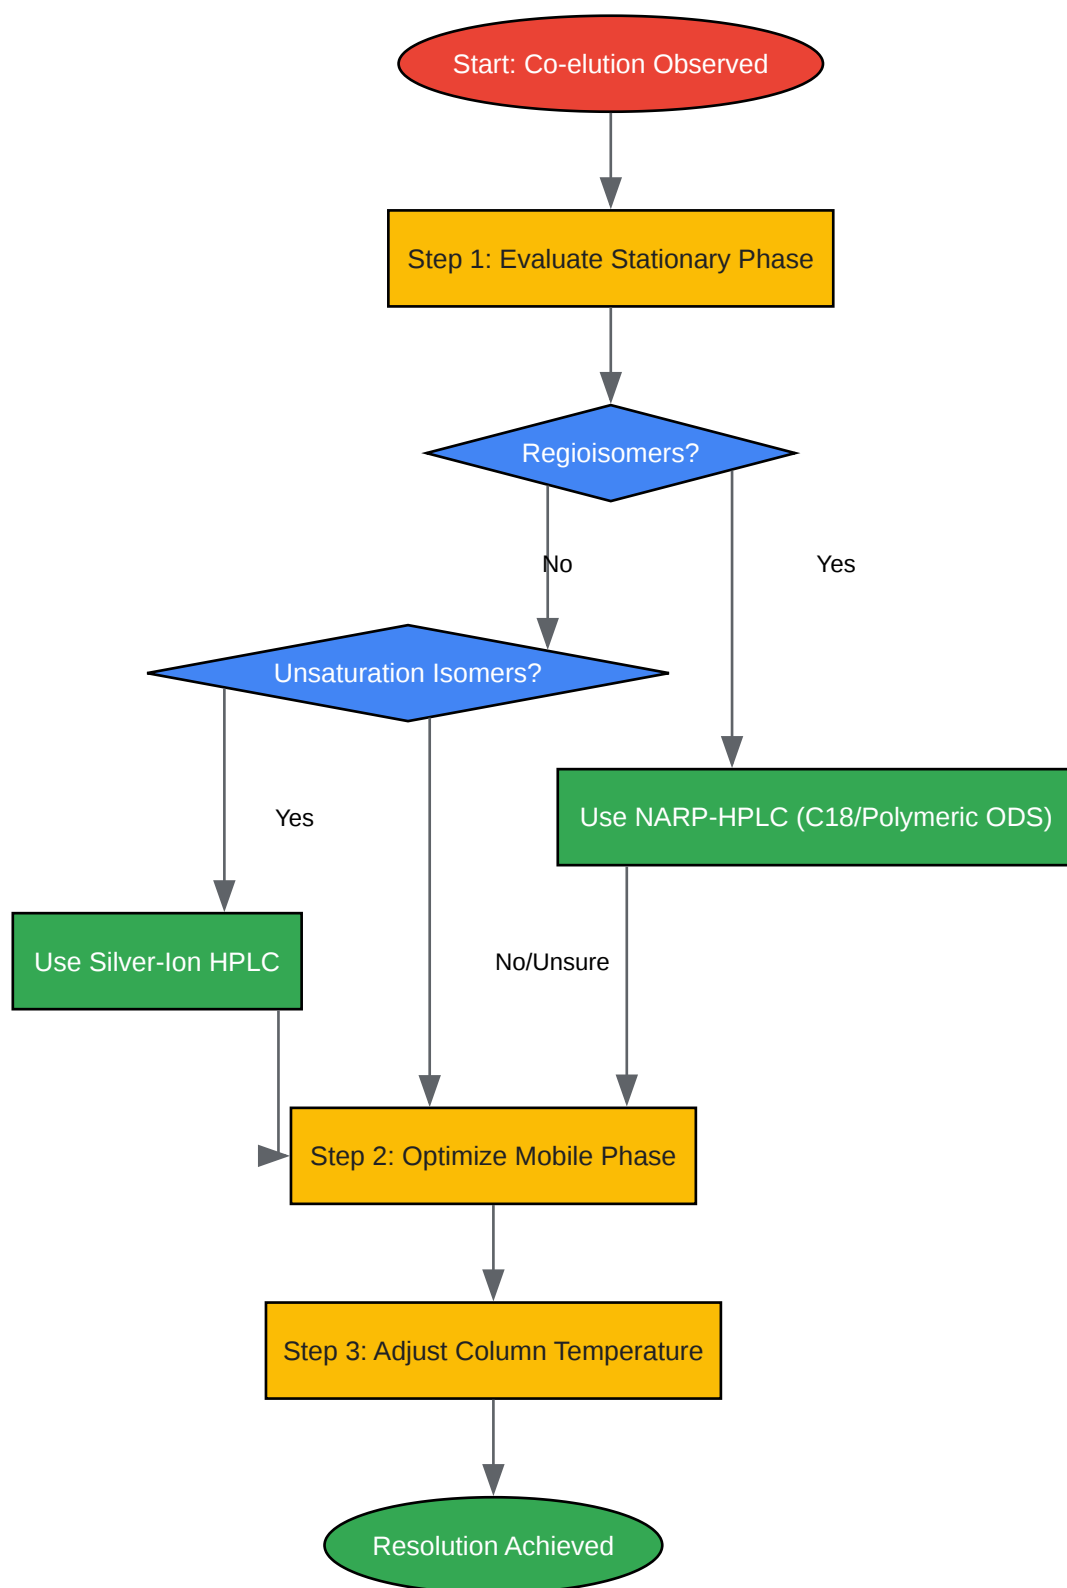 Start: Co-elution Observed
Step 1: Evaluate Stationary Phase
Regioisomers?
No
Yes
Unsaturation Isomers?
Yes
Use NARP-HPLC (C18/Polymeric ODS)
Use Silver-Ion HPLC
No/Unsure
Step 2: Optimize Mobile Phase
Step 3: Adjust Column Temperature
Resolution Achieved